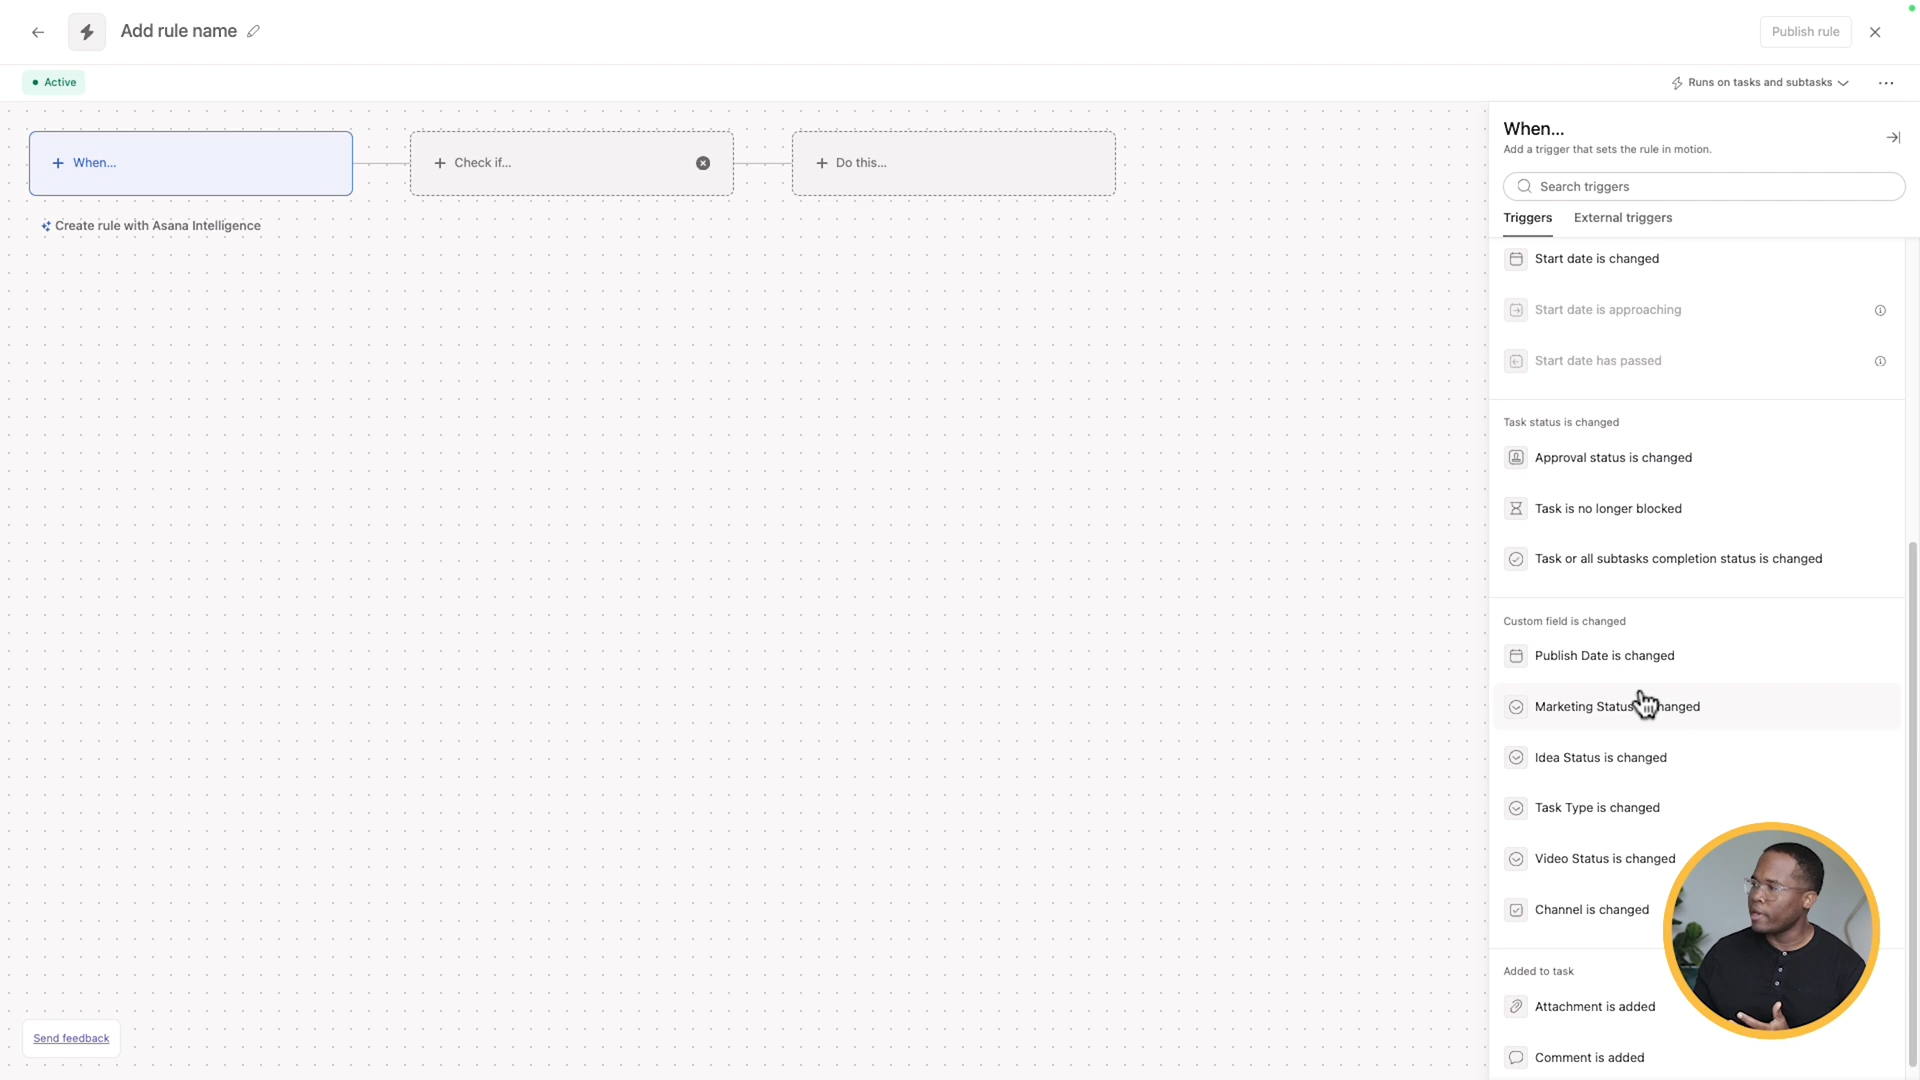 Add rule name
Publish rule
Active
Runs on tasks and subtasks
When...
Check if...
Do this...
Create rule with Asana Intelligence
When...
Add a trigger that sets the rule in motion.
Search triggers
Triggers
External triggers
Start date is changed
Start date is approaching
Start date has passed
Task status is changed
Approval status is changed
Task is no longer blocked
Task or all subtasks completion status is changed
Custom field is changed
Publish Date is changed
Marketing Status hanged
Idea Status is changed
Task Type is changed
Video Status is changed
Channel is changed
Added to task
Attachment is added
Comment is added
Send feedback